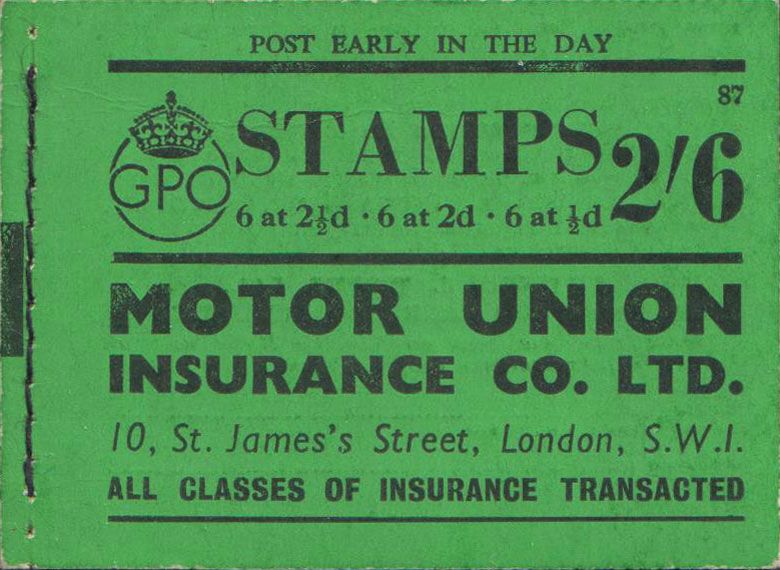 POST EARLY IN THE DAY
87
GPO
STAMPS 2/6
6 at 2½d · 6 at 2d · 6 at ½d
MOTOR UNION
INSURANCE CO. LTD.
10, St. James's Street, London, S.W.1.
ALL CLASSES OF INSURANCE TRANSACTED